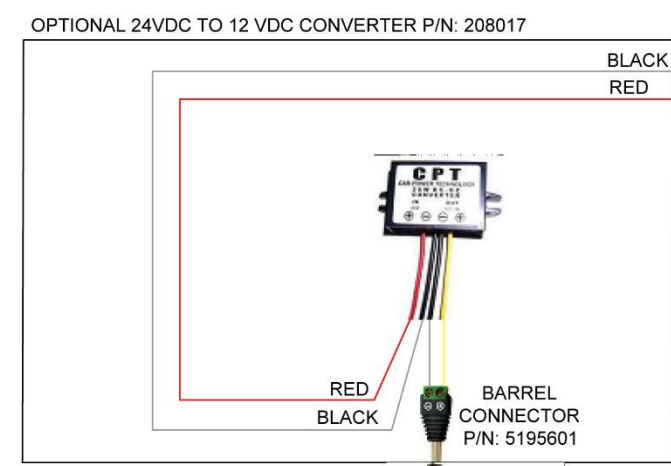 OPTIONAL 24VDC TO 12 VDC CONVERTER P/N: 208017
BLACK
RED
CPT
CAR POWER TECHNOLOGY
CONVERTER
IN OUT
RED
BLACK
BARREL
CONNECTOR
P/N: 5195601